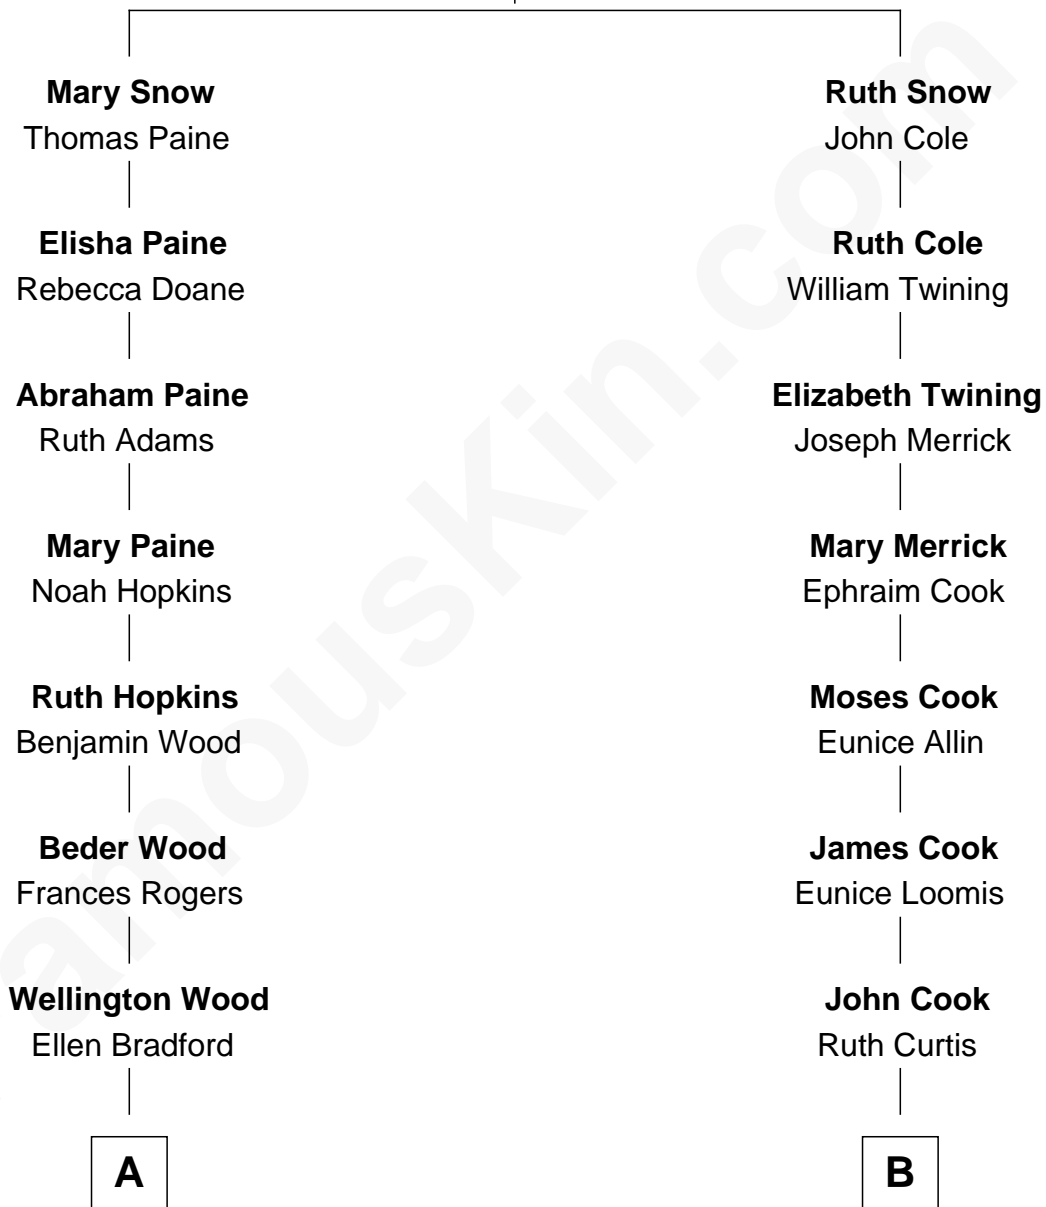 Mary Snow
Thomas Paine
Elisha Paine
Rebecca Doane
Abraham Paine
Ruth Adams
Mary Paine
Noah Hopkins
Ruth Hopkins
Benjamin Wood
Beder Wood
Frances Rogers
Wellington Wood
Ellen Bradford
A
Ruth Snow
John Cole
Ruth Cole
William Twining
Elizabeth Twining
Joseph Merrick
Mary Merrick
Ephraim Cook
Moses Cook
Eunice Allin
James Cook
Eunice Loomis
John Cook
Ruth Curtis
B
amousKin.com